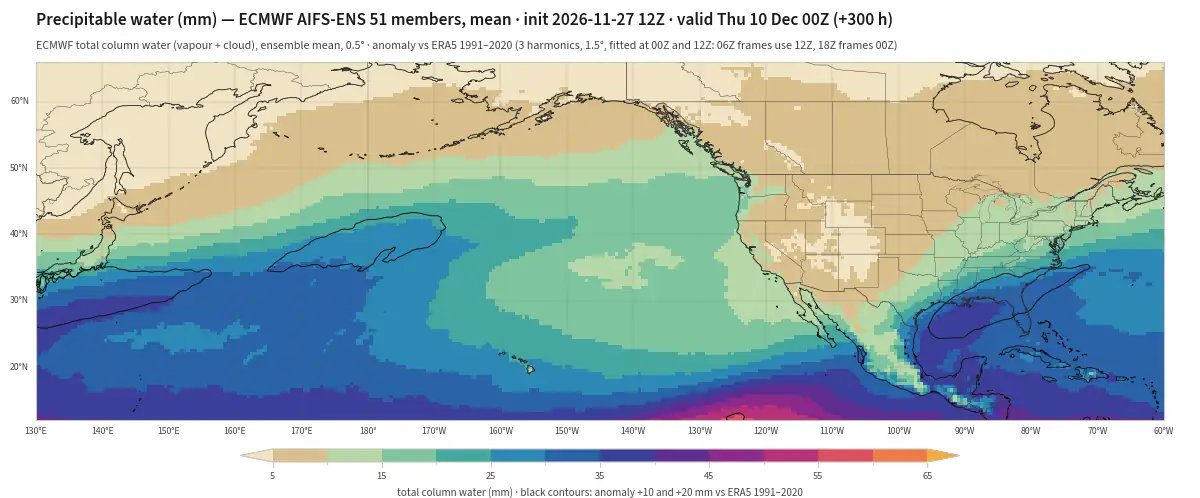 Precipitable water (mm) — ECMWF AIFS-ENS 51 members, mean · init 2026-11-27 12Z · valid Thu 10 Dec 00Z (+300 h)
ECMWF total column water (vapour + cloud), ensemble mean, 0.5° · anomaly vs ERA5 1991–2020 (3 harmonics, 1.5°, fitted at 00Z and 12Z: 06Z frames use 12Z, 18Z frames 00Z)
60°N
50°N
40°N
30°N
20°N
130°E 140°E 150°E 160°E 170°E 180° 170°W 160°W 150°W 140°W 130°W 120°W 110°W 100°W 90°W 80°W 70°W 60°W
5 15 25 35 45 55 65
total column water (mm) · black contours: anomaly +10 and +20 mm vs ERA5 1991–2020